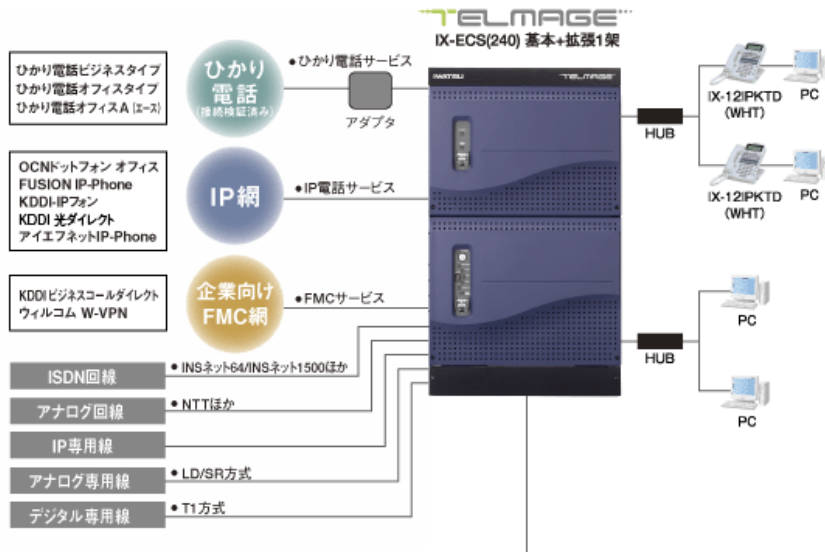 TELMAGE
IX-ECS(240) 基本+拡張1架
ひかり電話ビジネスタイプ
ひかり電話オフィスタイプ
ひかり電話オフィスA(エース)
ひかり
電話
(接続検証済み)
●ひかり電話サービス
アダプタ
IWATSU
TELMAGE
HUB
IX-12IPKTD
(WHT)
PC
IX-12IPKTD
(WHT)
PC
OCNドットフォン オフィス
FUSION IP-Phone
KDDI-IPフォン
KDDI 光ダイレクト
アイエフネットIP-Phone
IP網
●IP電話サービス
KDDIビジネスコールダイレクト
ウィルコム W-VPN
企業向け
FMC網
●FMCサービス
HUB
PC
PC
ISDN回線
●INSネット64/INSネット1500ほか
アナログ回線
●NTTほか
IP専用線
アナログ専用線
●LD/SR方式
デジタル専用線
●T1方式